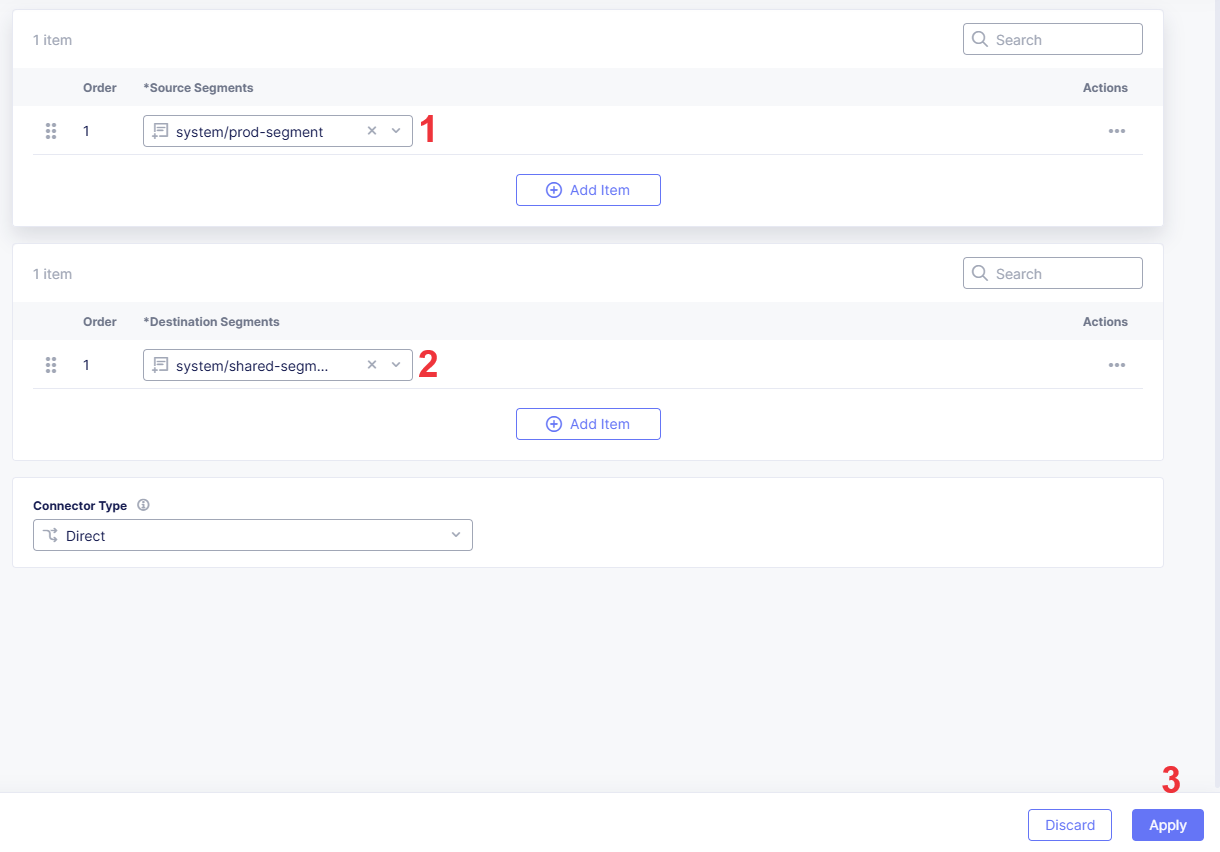 1 item
Search
Order *Source Segments Actions
1 system/prod-segment 1
Add Item
1 item
Search
Order *Destination Segments Actions
1 system/shared-segm... 2
Add Item
Connector Type
Direct
3
Discard Apply